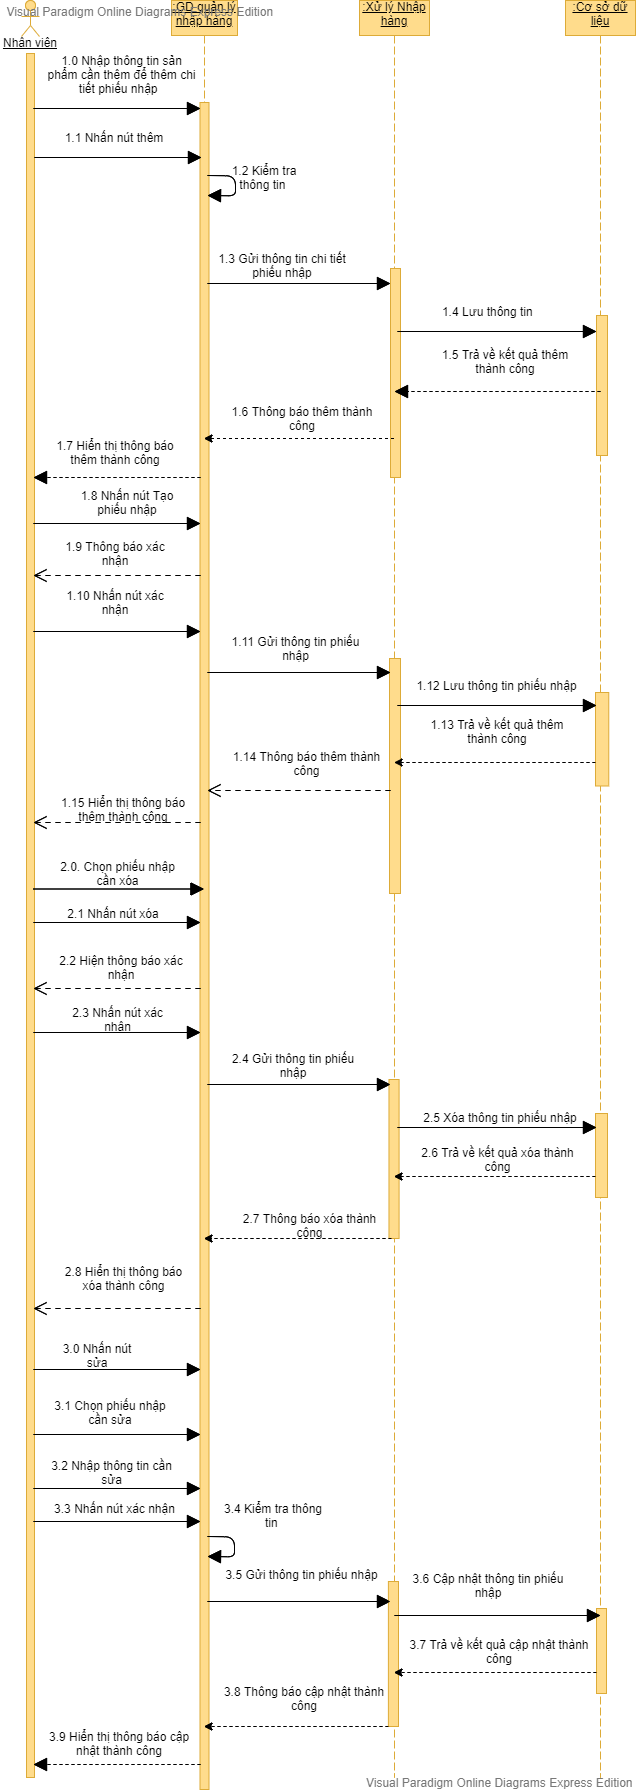 Visual Paradigm Online Diagrams Express Edition
:GD quản lý
nhập hàng
:Xử lý Nhập
hàng
:Cơ sở dữ
liệu
Nhân viên
1.0 Nhập thông tin sản
phẩm cần thêm để thêm chi
tiết phiếu nhập
1.1 Nhấn nút thêm
1.2 Kiểm tra
thông tin
1.3 Gửi thông tin chi tiết
phiếu nhập
1.4 Lưu thông tin
1.5 Trả về kết quả thêm
thành công
1.6 Thông báo thêm thành
công
1.7 Hiển thị thông báo
thêm thành công
1.8 Nhấn nút Tạo
phiếu nhập
1.9 Thông báo xác
nhận
1.10 Nhấn nút xác
nhận
1.11 Gửi thông tin phiếu
nhập
1.12 Lưu thông tin phiếu nhập
1.13 Trả về kết quả thêm
thành công
1.14 Thông báo thêm thành
công
1.15 Hiển thị thông báo
thêm thành công
2.0. Chọn phiếu nhập
cần xóa
2.1 Nhấn nút xóa
2.2 Hiện thông báo xác
nhận
2.3 Nhấn nút xác
nhận
2.4 Gửi thông tin phiếu
nhập
2.5 Xóa thông tin phiếu nhập
2.6 Trả về kết quả xóa thành
công
2.7 Thông báo xóa thành
công
2.8 Hiển thị thông báo
xóa thành công
3.0 Nhấn nút
sửa
3.1 Chọn phiếu nhập
cần sửa
3.2 Nhập thông tin cần
sửa
3.3 Nhấn nút xác nhận
3.4 Kiểm tra thông
tin
3.5 Gửi thông tin phiếu nhập
3.6 Cập nhật thông tin phiếu
nhập
3.7 Trả về kết quả cập nhật thành
công
3.8 Thông báo cập nhật thành
công
3.9 Hiển thị thông báo cập
nhật thành công
Visual Paradigm Online Diagrams Express Edition